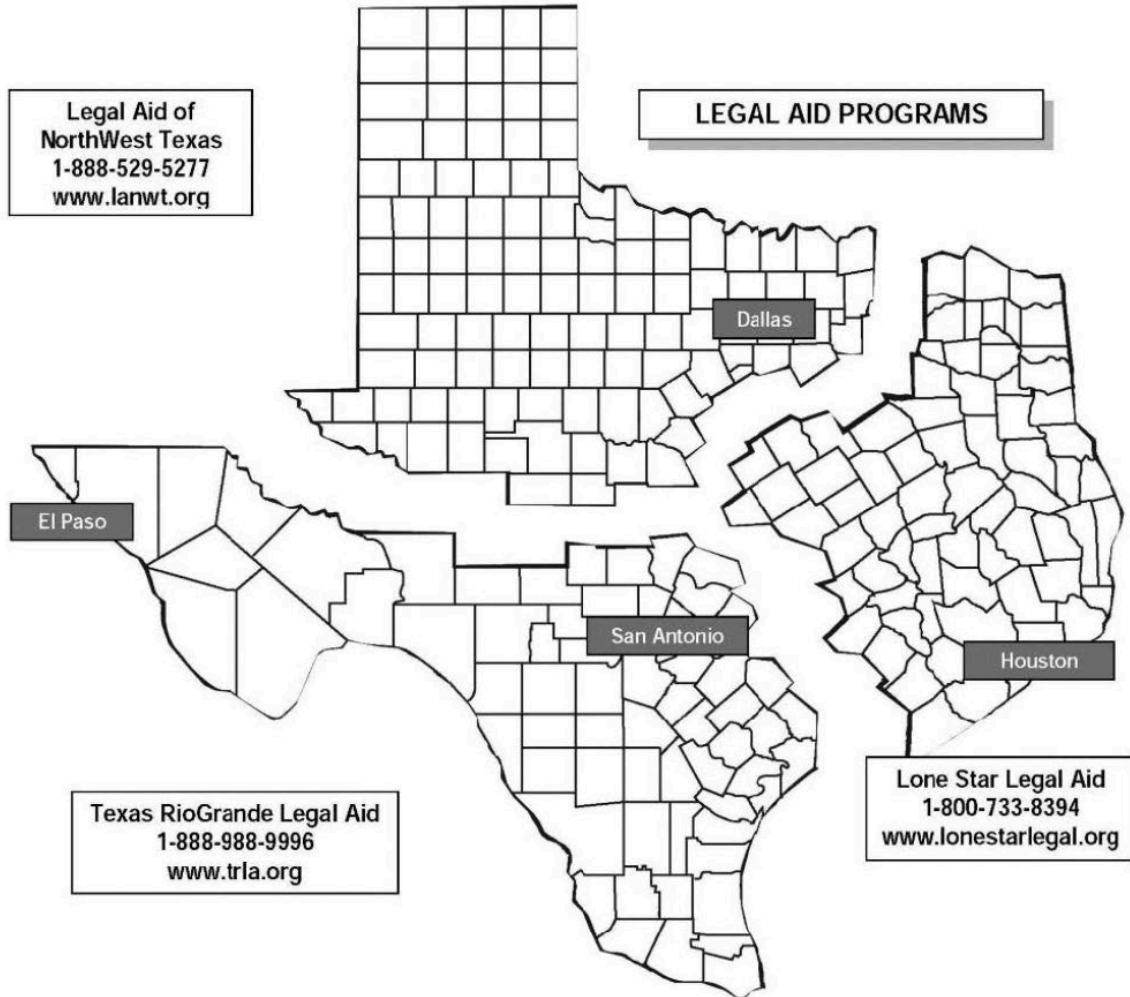 LEGAL AID PROGRAMS
Legal Aid of
NorthWest Texas
1-888-529-5277
www.lanwt.org
Dallas
El Paso
San Antonio
Houston
Texas RioGrande Legal Aid
1-888-988-9996
www.trla.org
Lone Star Legal Aid
1-800-733-8394
www.lonestarlegal.org